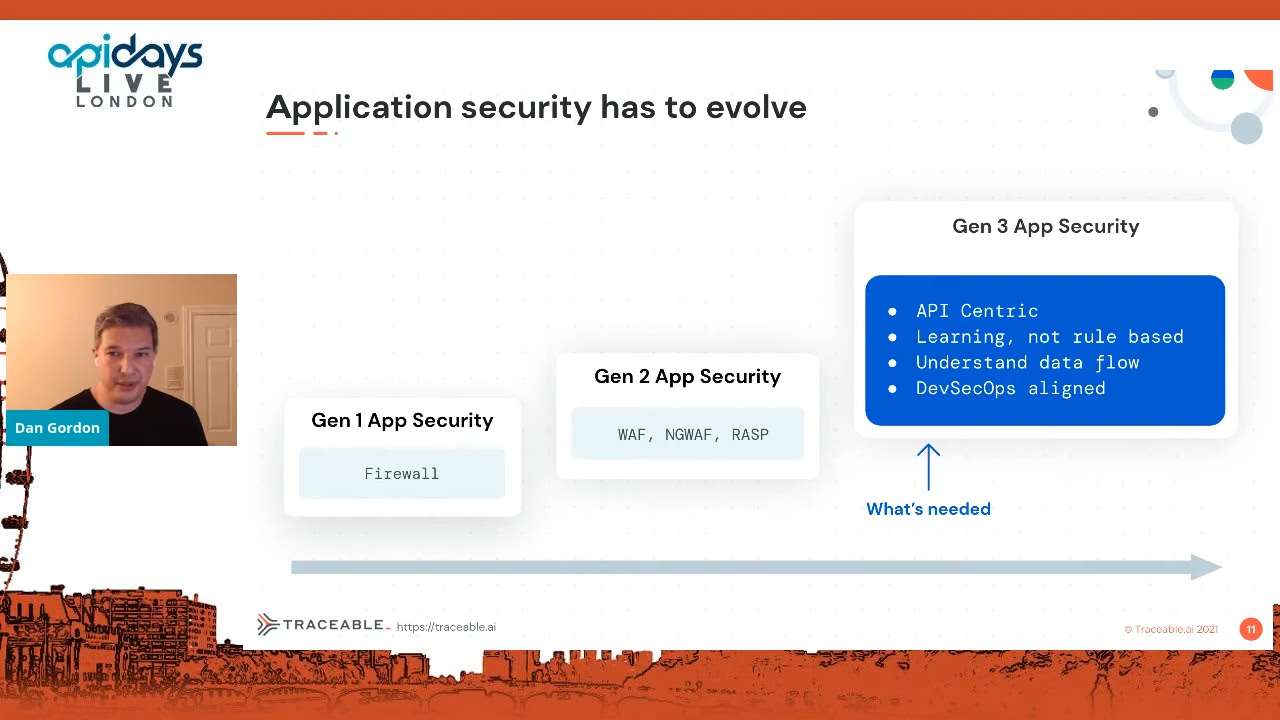 apidays
LIVE
LONDON
Application security has to evolve
Gen 3 App Security
• API Centric
• Learning, not rule based
• Understand data flow
• DevSecOps aligned
Gen 2 App Security
WAF, NGWAF, RASP
Gen 1 App Security
Firewall
What's needed
Dan Gordon
TRACEABLE_ https://traceable.ai
© Traceable.ai 2021 11